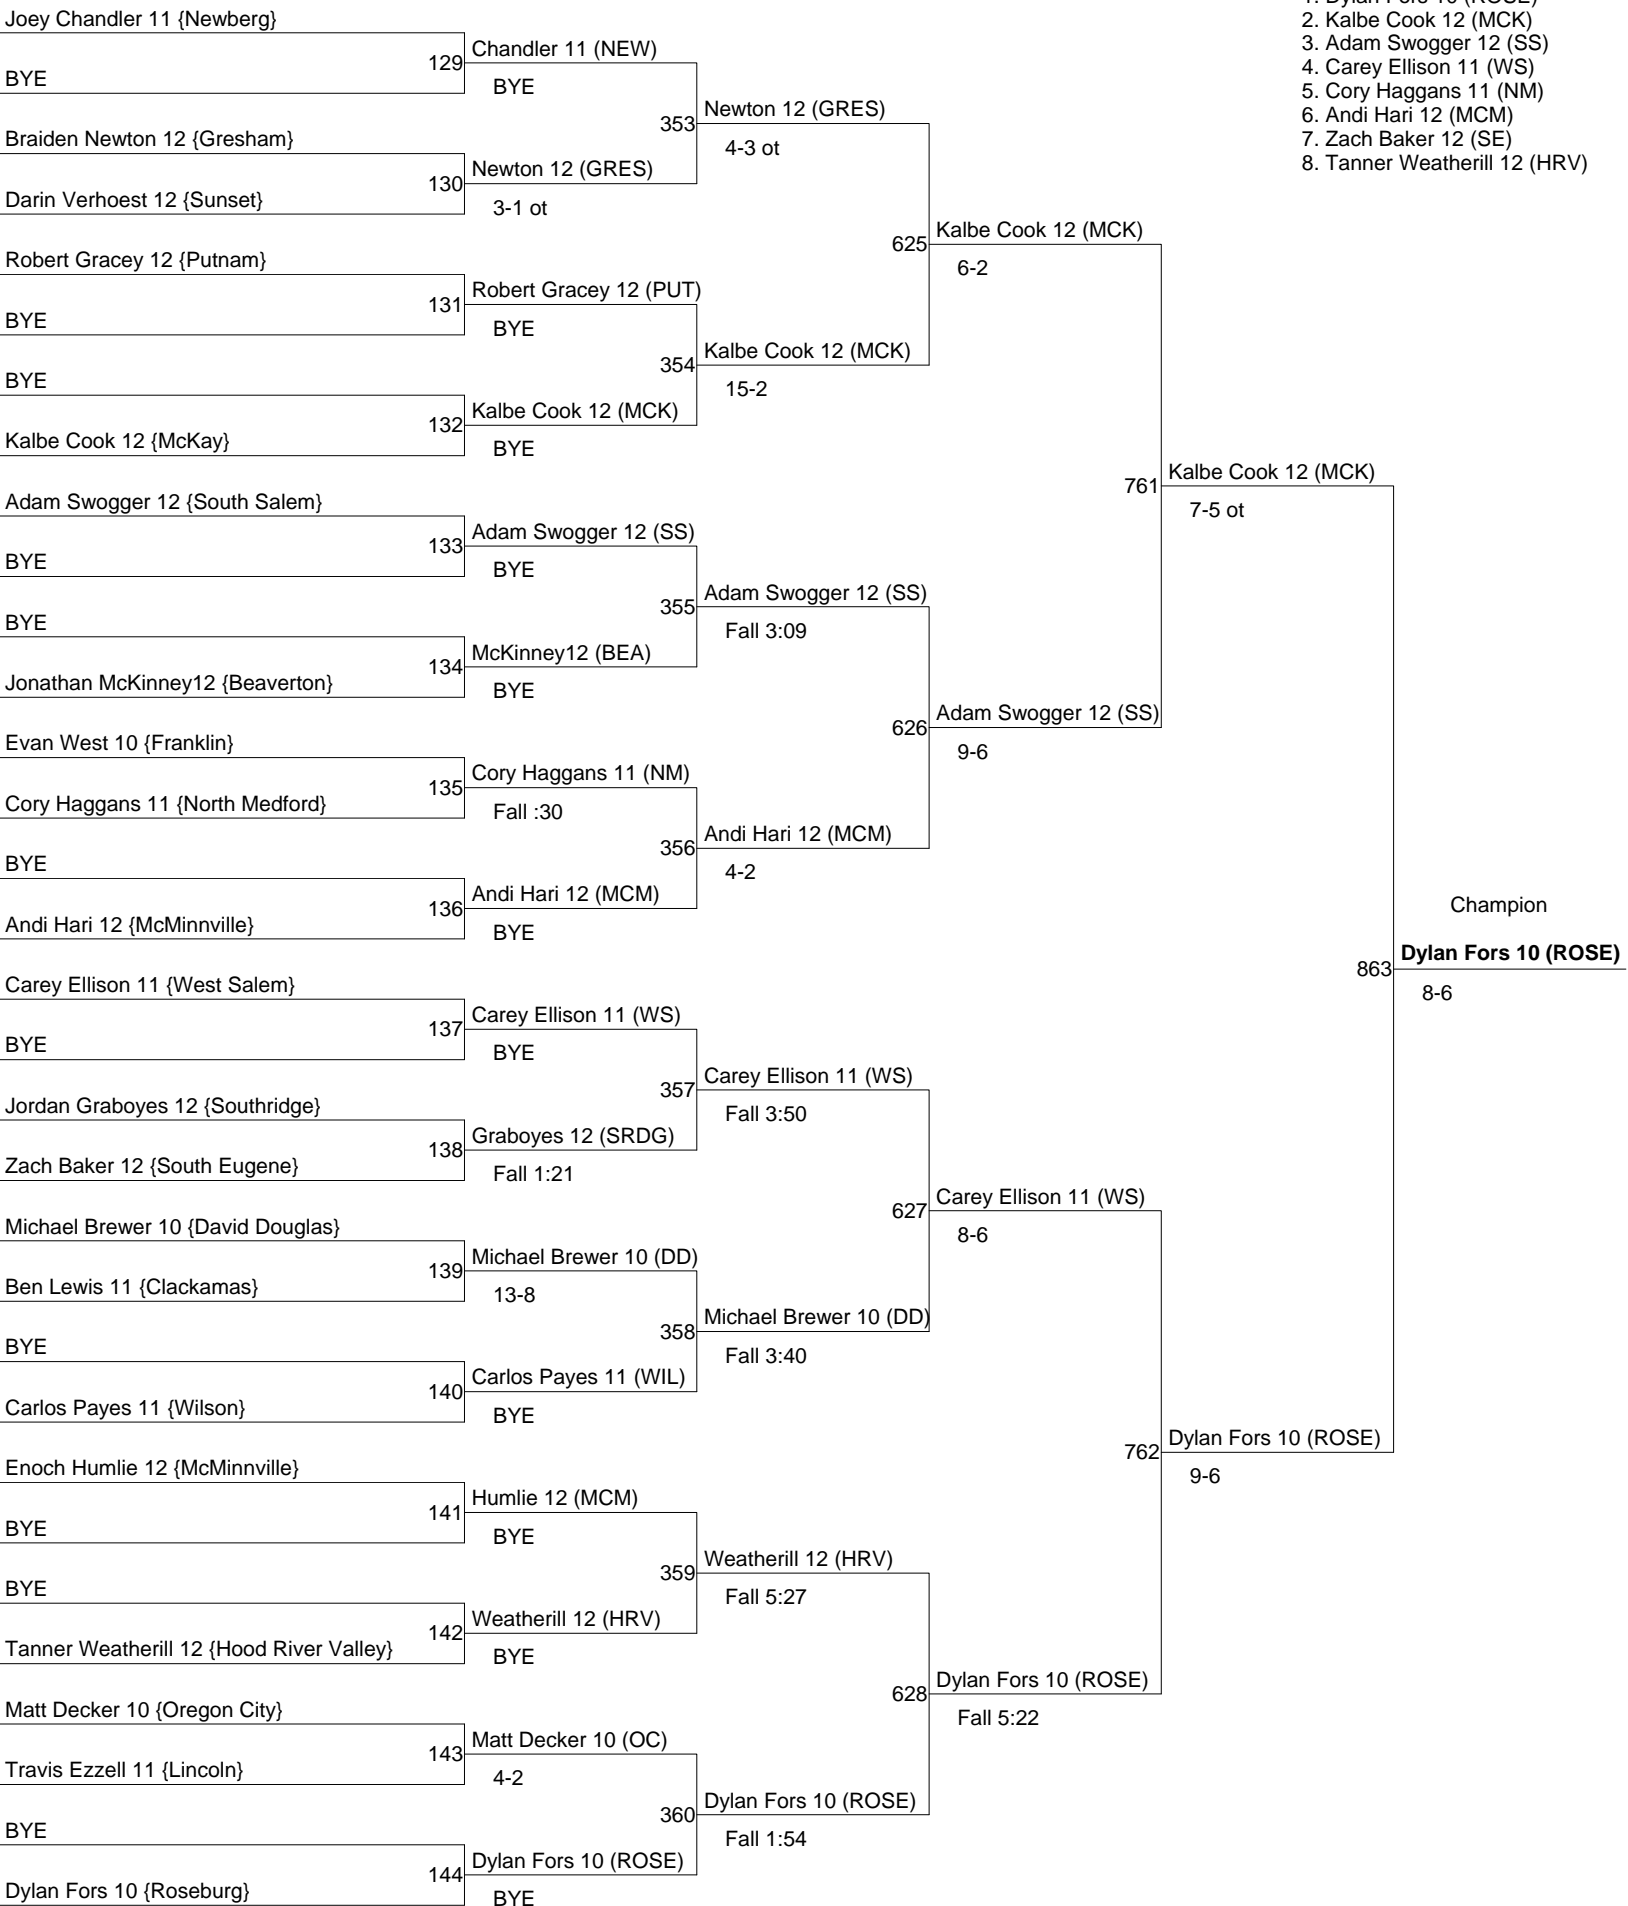 1. Dylan Fors 10 (ROSE)
2. Kalbe Cook 12 (MCK)
3. Adam Swogger 12 (SS)
4. Carey Ellison 11 (WS)
5. Cory Haggans 11 (NM)
6. Andi Hari 12 (MCM)
7. Zach Baker 12 (SE)
8. Tanner Weatherill 12 (HRV)
Joey Chandler 11 {Newberg}
129
BYE
Braiden Newton 12 {Gresham}
130
Darin Verhoest 12 {Sunset}
Robert Gracey 12 {Putnam}
131
BYE
BYE
132
Kalbe Cook 12 {McKay}
Adam Swogger 12 {South Salem}
133
BYE
BYE
134
Jonathan McKinney12 {Beaverton}
Evan West 10 {Franklin}
135
Cory Haggans 11 {North Medford}
BYE
136
Andi Hari 12 {McMinnville}
Carey Ellison 11 {West Salem}
137
BYE
Jordan Graboyes 12 {Southridge}
138
Zach Baker 12 {South Eugene}
Michael Brewer 10 {David Douglas}
139
Ben Lewis 11 {Clackamas}
BYE
140
Carlos Payes 11 {Wilson}
Enoch Humlie 12 {McMinnville}
141
BYE
BYE
142
Tanner Weatherill 12 {Hood River Valley}
Matt Decker 10 {Oregon City}
143
Travis Ezzell 11 {Lincoln}
BYE
144
Dylan Fors 10 {Roseburg}
Chandler 11 (NEW)
BYE
353
Newton 12 (GRES)
3-1 ot
Robert Gracey 12 (PUT)
BYE
354
Kalbe Cook 12 (MCK)
BYE
Adam Swogger 12 (SS)
BYE
355
McKinney12 (BEA)
BYE
Cory Haggans 11 (NM)
Fall :30
356
Andi Hari 12 (MCM)
BYE
Carey Ellison 11 (WS)
BYE
357
Graboyes 12 (SRDG)
Fall 1:21
Michael Brewer 10 (DD)
13-8
358
Carlos Payes 11 (WIL)
BYE
Humlie 12 (MCM)
BYE
359
Weatherill 12 (HRV)
BYE
Matt Decker 10 (OC)
4-2
360
Dylan Fors 10 (ROSE)
BYE
Newton 12 (GRES)
4-3 ot
625
Kalbe Cook 12 (MCK)
15-2
Adam Swogger 12 (SS)
Fall 3:09
626
Andi Hari 12 (MCM)
4-2
Carey Ellison 11 (WS)
Fall 3:50
627
Michael Brewer 10 (DD)
Fall 3:40
Weatherill 12 (HRV)
Fall 5:27
628
Dylan Fors 10 (ROSE)
Fall 1:54
Kalbe Cook 12 (MCK)
6-2
761
Adam Swogger 12 (SS)
9-6
Carey Ellison 11 (WS)
8-6
762
Dylan Fors 10 (ROSE)
Fall 5:22
Kalbe Cook 12 (MCK)
7-5 ot
863
Dylan Fors 10 (ROSE)
9-6
Champion
Dylan Fors 10 (ROSE)
8-6